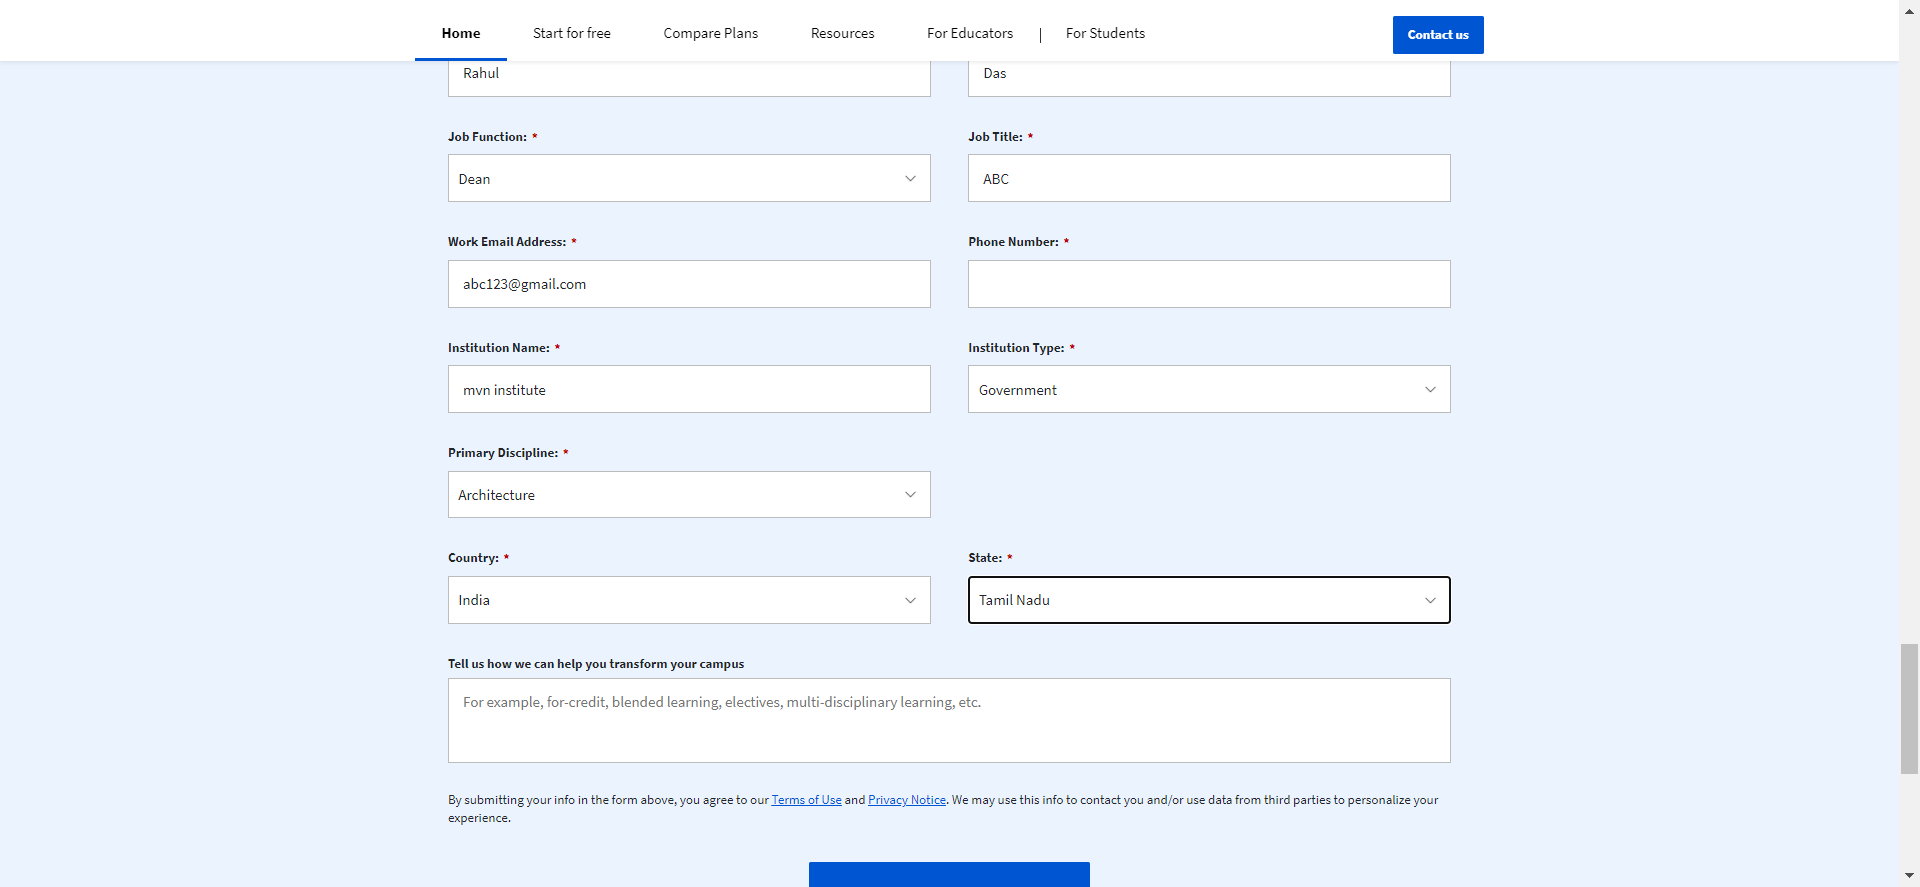 Home Start for free Compare Plans Resources For Educators | For Students Contact us
Rahul Das
Job Function: * Job Title: *
Dean ABC
Work Email Address: * Phone Number: *
abc123@gmail.com
Institution Name: * Institution Type: *
mvn institute Government
Primary Discipline: *
Architecture
Country: * State: *
India Tamil Nadu
Tell us how we can help you transform your campus
For example, for-credit, blended learning, electives, multi-disciplinary learning, etc.
By submitting your info in the form above, you agree to our Terms of Use and Privacy Notice. We may use this info to contact you and/or use data from third parties to personalize your
experience.